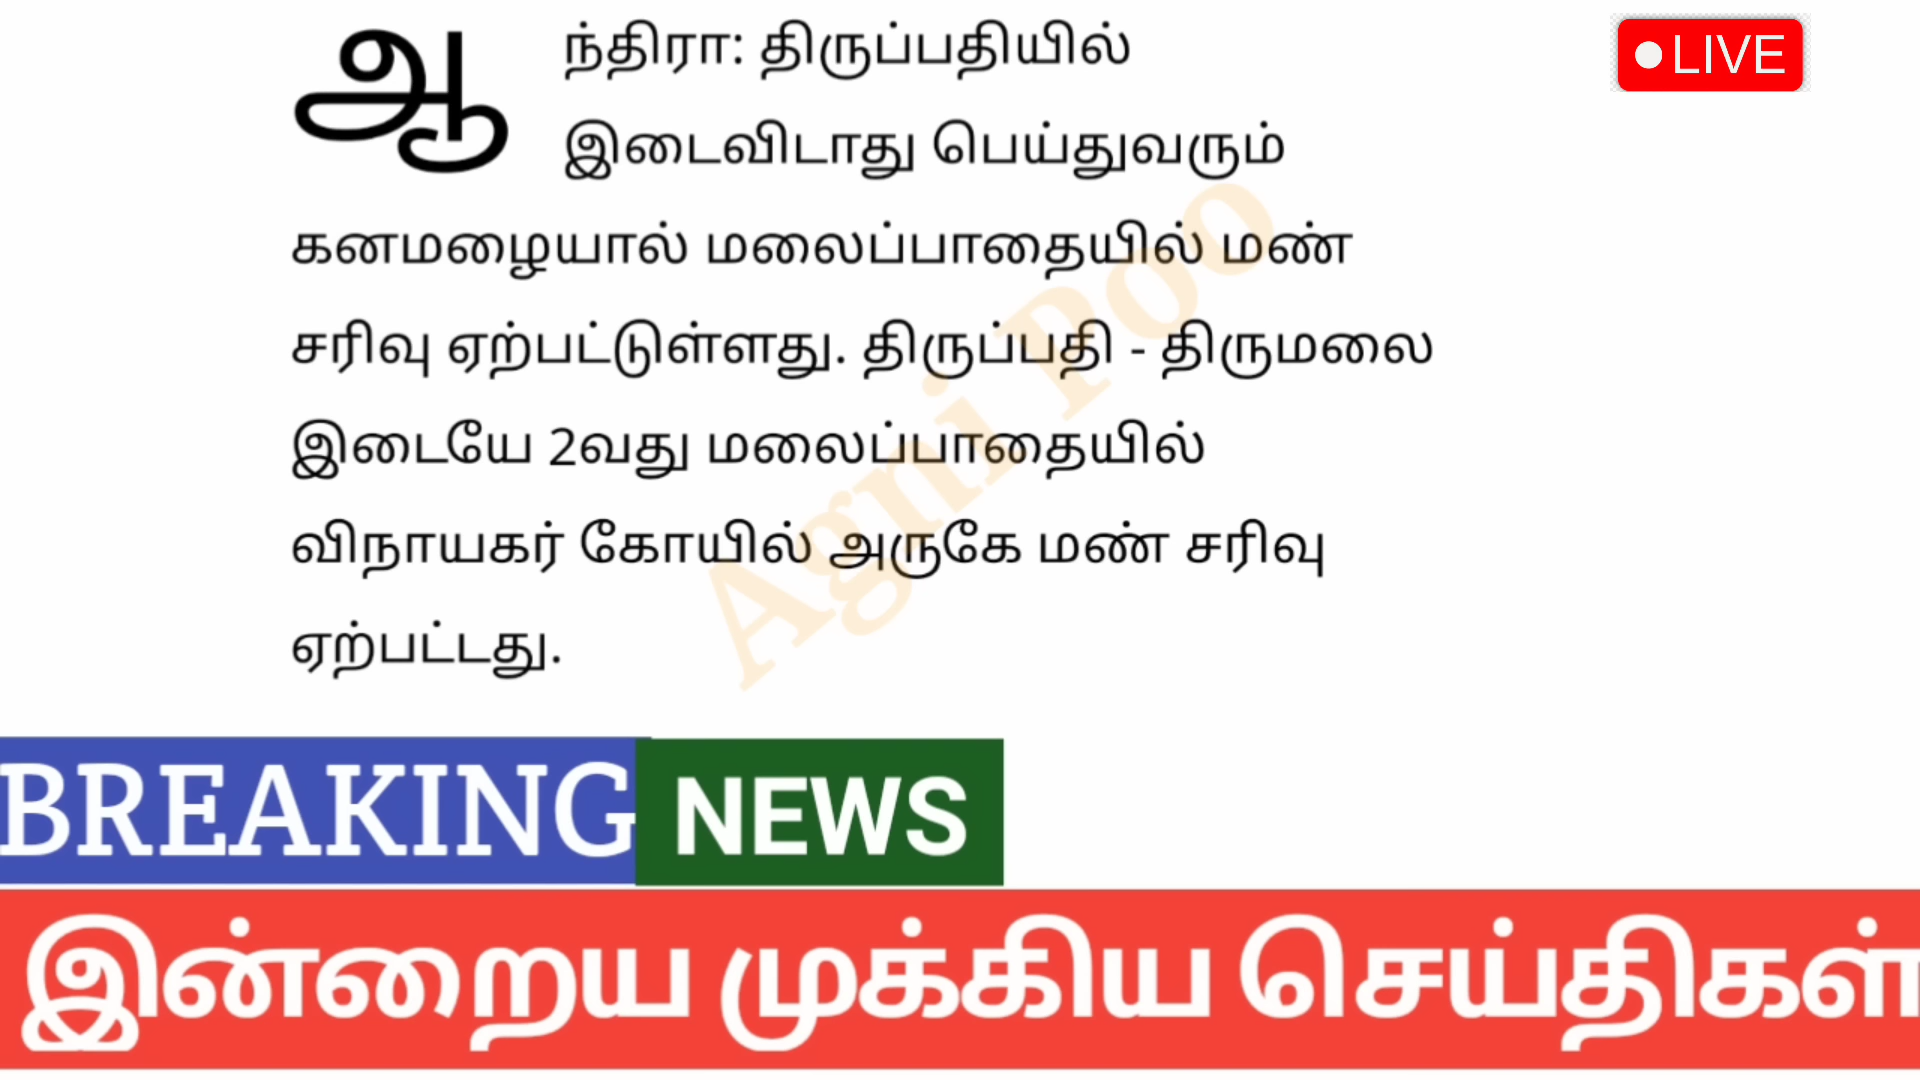 LIVE
ஆந்திரா: திருப்பதியில்
இடைவிடாது பெய்துவரும்
கனமழையால் மலைப்பாதையில் மண்
சரிவு ஏற்பட்டுள்ளது. திருப்பதி - திருமலை
இடையே 2வது மலைப்பாதையில்
விநாயகர் கோயில் அருகே மண் சரிவு
ஏற்பட்டது.
Agni Poo
BREAKING NEWS
இன்றைய முக்கிய செய்திகள்